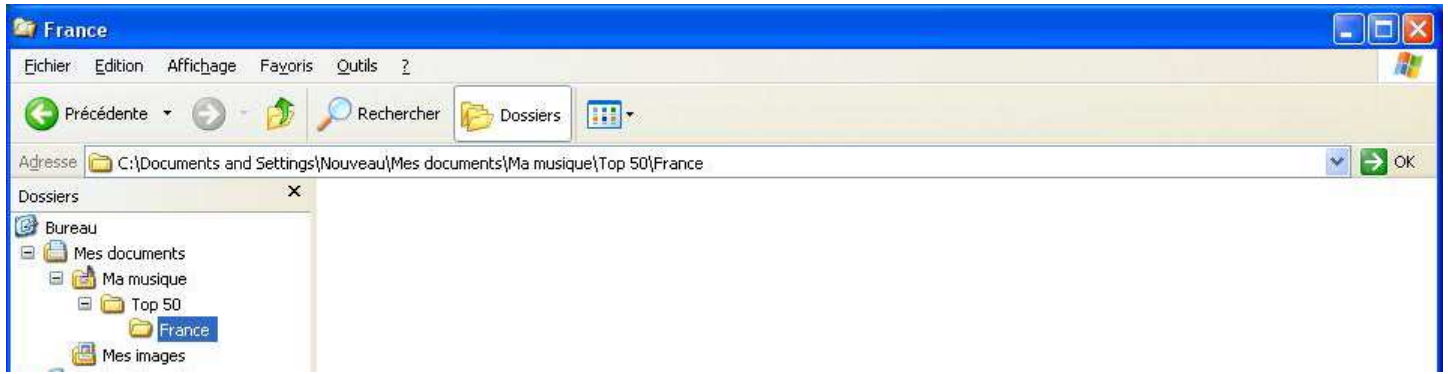 France
Fichier Edition Affichage Favoris Outils ?
Précédente Rechercher Dossiers
Adresse C:\Documents and Settings\Nouveau\Mes documents\Ma musique\Top 50\France OK
Dossiers
Bureau
Mes documents
Ma musique
Top 50
France
Mes images